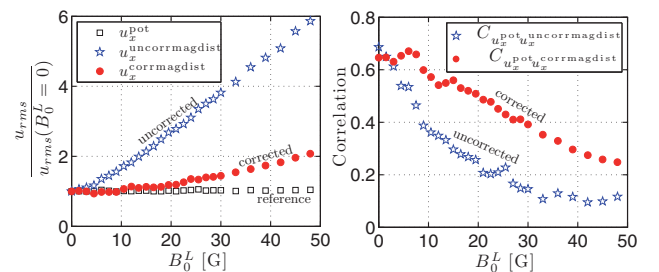 u_x^pot
u_x^uncorrmagdist
u_x^corrmagdist
6
4
2
0
0
10
20
30
40
50
u_rms
u_rms(B_0^L = 0)
uncorrected
corrected
reference
B_0^L [G]
C_{u_x^pot u_x^uncorrmagdist}
C_{u_x^pot u_x^corrmagdist}
0.8
0.6
0.4
0.2
0
0
10
20
30
40
50
Correlation
corrected
uncorrected
B_0^L [G]